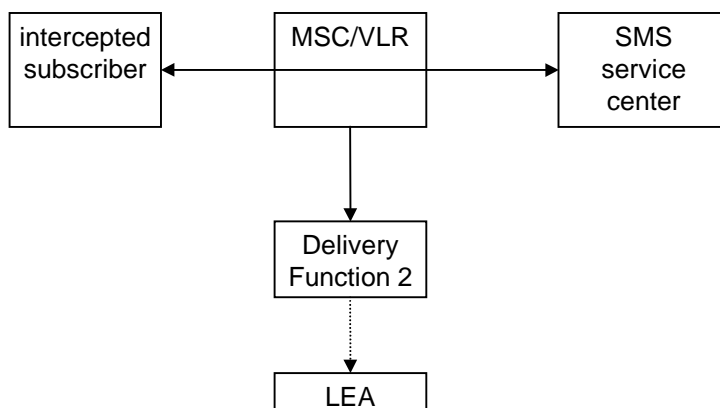 intercepted
subscriber
MSC/VLR
SMS
service
center
Delivery
Function 2
LEA